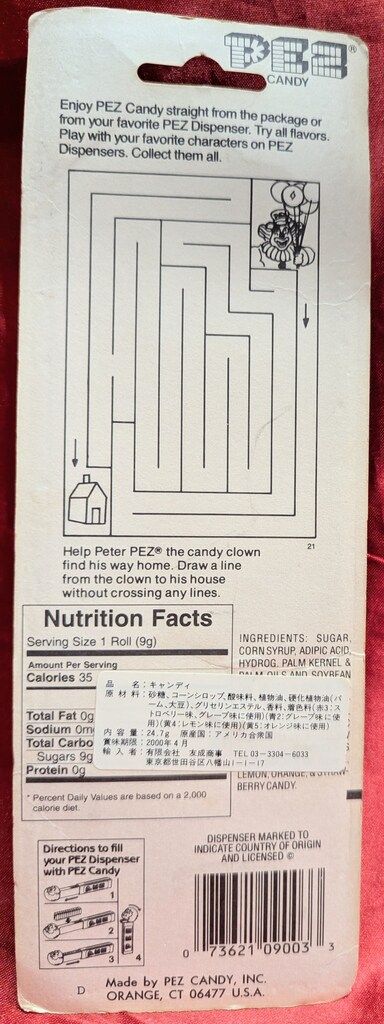 PEZ®
CANDY
Enjoy PEZ Candy straight from the package or
from your favorite PEZ Dispenser. Try all flavors.
Play with your favorite characters on PEZ
Dispensers. Collect them all.
21
Help Peter PEZ® the candy clown
find his way home. Draw a line
from the clown to his house
without crossing any lines.
Nutrition Facts
Serving Size 1 Roll (9g)
Amount Per Serving
Calories 35
Total Fat 0g
Sodium 0m
Total Carbo
Sugars 9g
Protein 0g
* Percent Daily Values are based on a 2,000
calorie diet.
INGREDIENTS: SUGAR,
CORN SYRUP, ADIPIC ACID,
HYDROG. PALM KERNEL &
PALM OILS AND SOYBEAN
LEMON, ORANGE, & STRAW-
BERRY CANDY.
品 名：キャンディ
原 材 料：砂糖、コーンシロップ、酸味料、植物油、硬化植物油(パ
ーム、大豆)、グリセリンエステル、香料、着色料(赤3：ス
トロベリー味、グレープ味に使用)(青2：グレープ味に使
用)(黄4：レモン味に使用)(黄5：オレンジ味に使用)
内 容 量：24.7g 原産国：アメリカ合衆国
賞味期限：2000年4月
輸 入 者：有限会社 友成商事 TEL 03-3304-6033
東京都世田谷区八幡山1-1-17
Directions to fill
your PEZ Dispenser
with PEZ Candy
1
2
3
4
DISPENSER MARKED TO
INDICATE COUNTRY OF ORIGIN
AND LICENSED ©
0 73621 09003 3
D Made by PEZ CANDY, INC.
ORANGE, CT 06477 U.S.A.